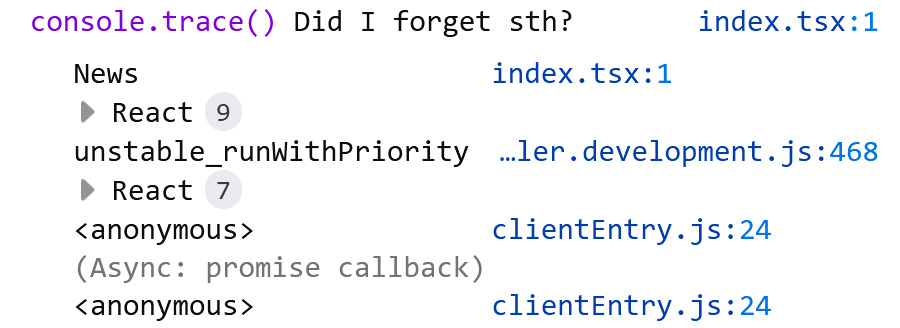 console.trace() Did I forget sth? index.tsx:1
News index.tsx:1
React 9
unstable_runWithPriority …ler.development.js:468
React 7
<anonymous> clientEntry.js:24
(Async: promise callback)
<anonymous> clientEntry.js:24